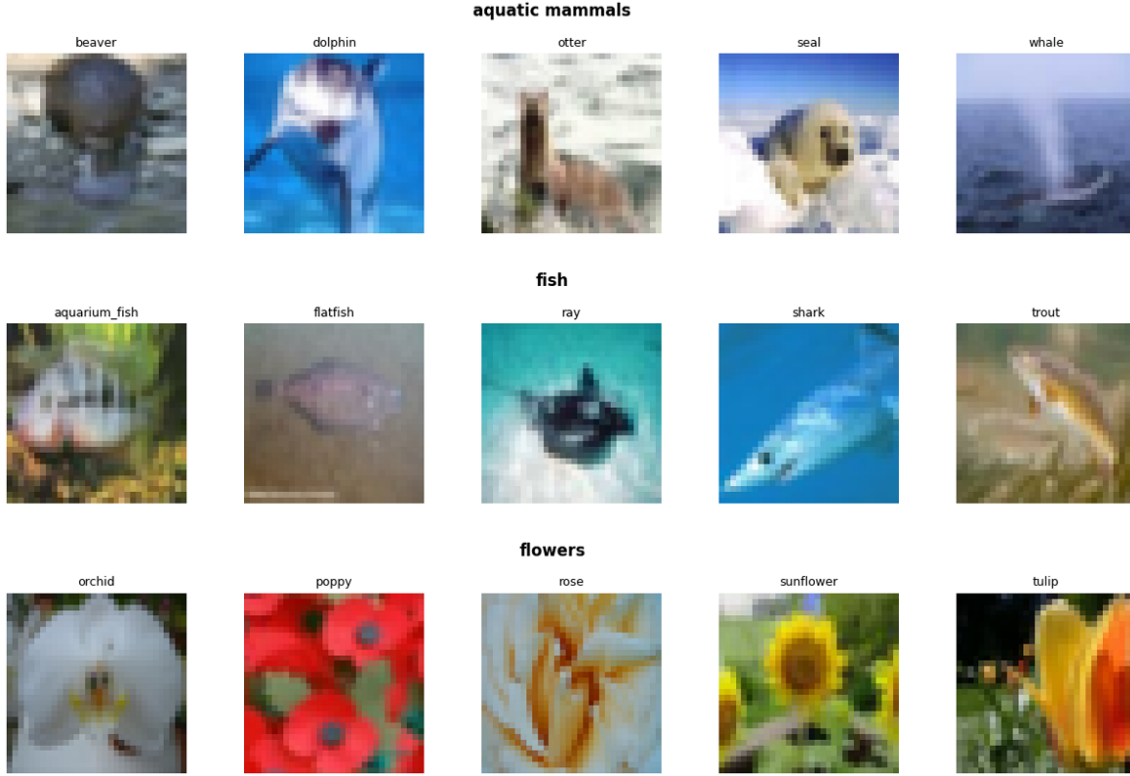 aquatic mammals
beaver dolphin otter seal whale
fish
aquarium_fish flatfish ray shark trout
flowers
orchid poppy rose sunflower tulip